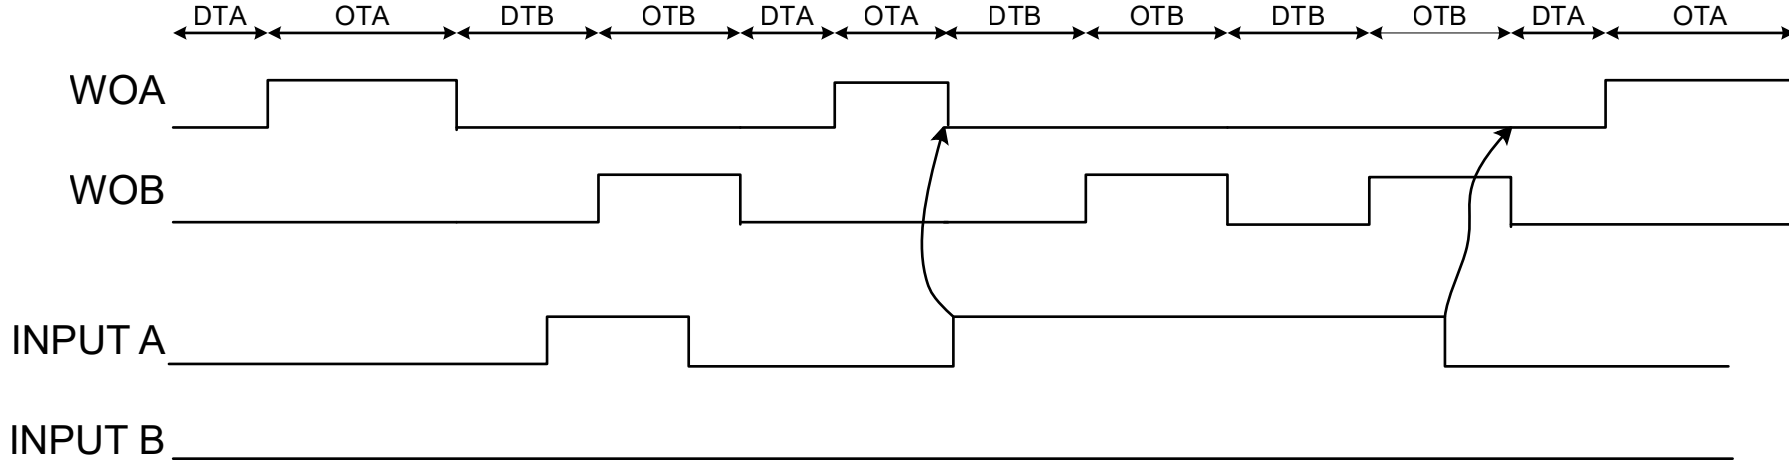 DTA OTA DTB OTB DTA OTA DTB OTB DTB OTB DTA OTA
WOA
WOB
INPUT A
INPUT B